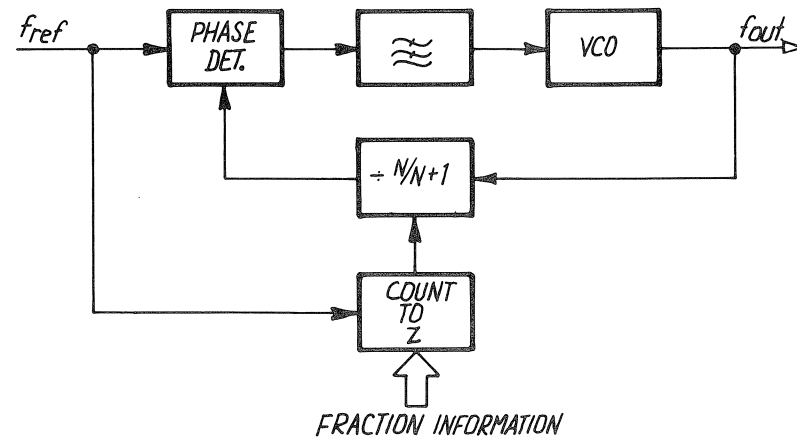 fref
PHASE
DET.
VCO
fout
÷ N/N+1
COUNT
TO
Z
FRACTION INFORMATION